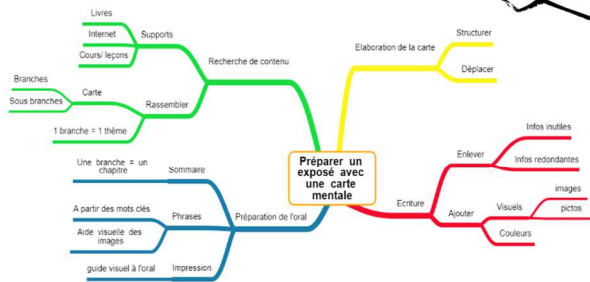 Préparer un
exposé avec
une carte
mentale
Recherche de contenu
Supports
Livres
Internet
Cours/ leçons
Rassembler
Carte
Branches
Sous branches
1 branche = 1 thème
Elaboration de la carte
Structurer
Déplacer
Ecriture
Enlever
Infos inutiles
Infos redondantes
Ajouter
Visuels
images
pictos
Couleurs
Préparation de l'oral
Sommaire
Une branche = un
chapitre
Phrases
A partir des mots clés
Aide visuelle des
images
Impression
guide visuel à l'oral